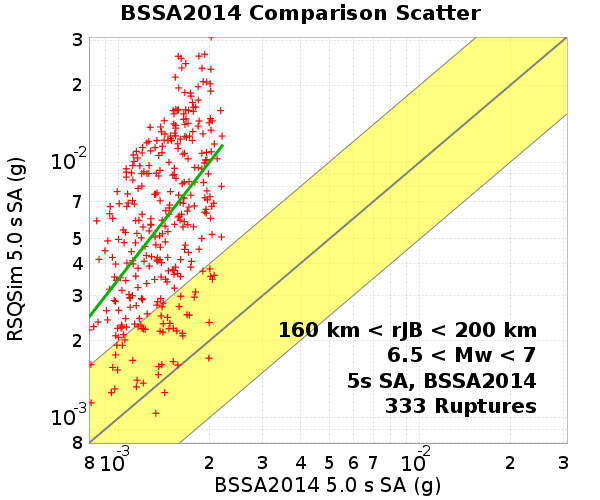 BSSA2014 Comparison Scatter
RSQSim 5.0 s SA (g)
3
2
10-2
7
5
4
3
2
10-3
8
160 km < rJB < 200 km
6.5 < Mw < 7
5s SA, BSSA2014
333 Ruptures
8 10-3 2 3 4 5 6 7 10-2 2 3
BSSA2014 5.0 s SA (g)